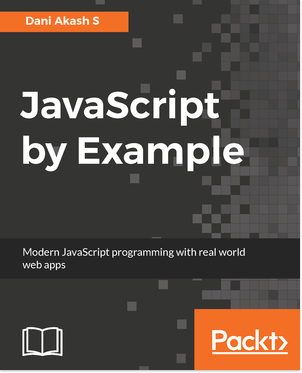 Dani Akash S
JavaScript
by Example
Modern JavaScript programming with real world
web apps
Packt>